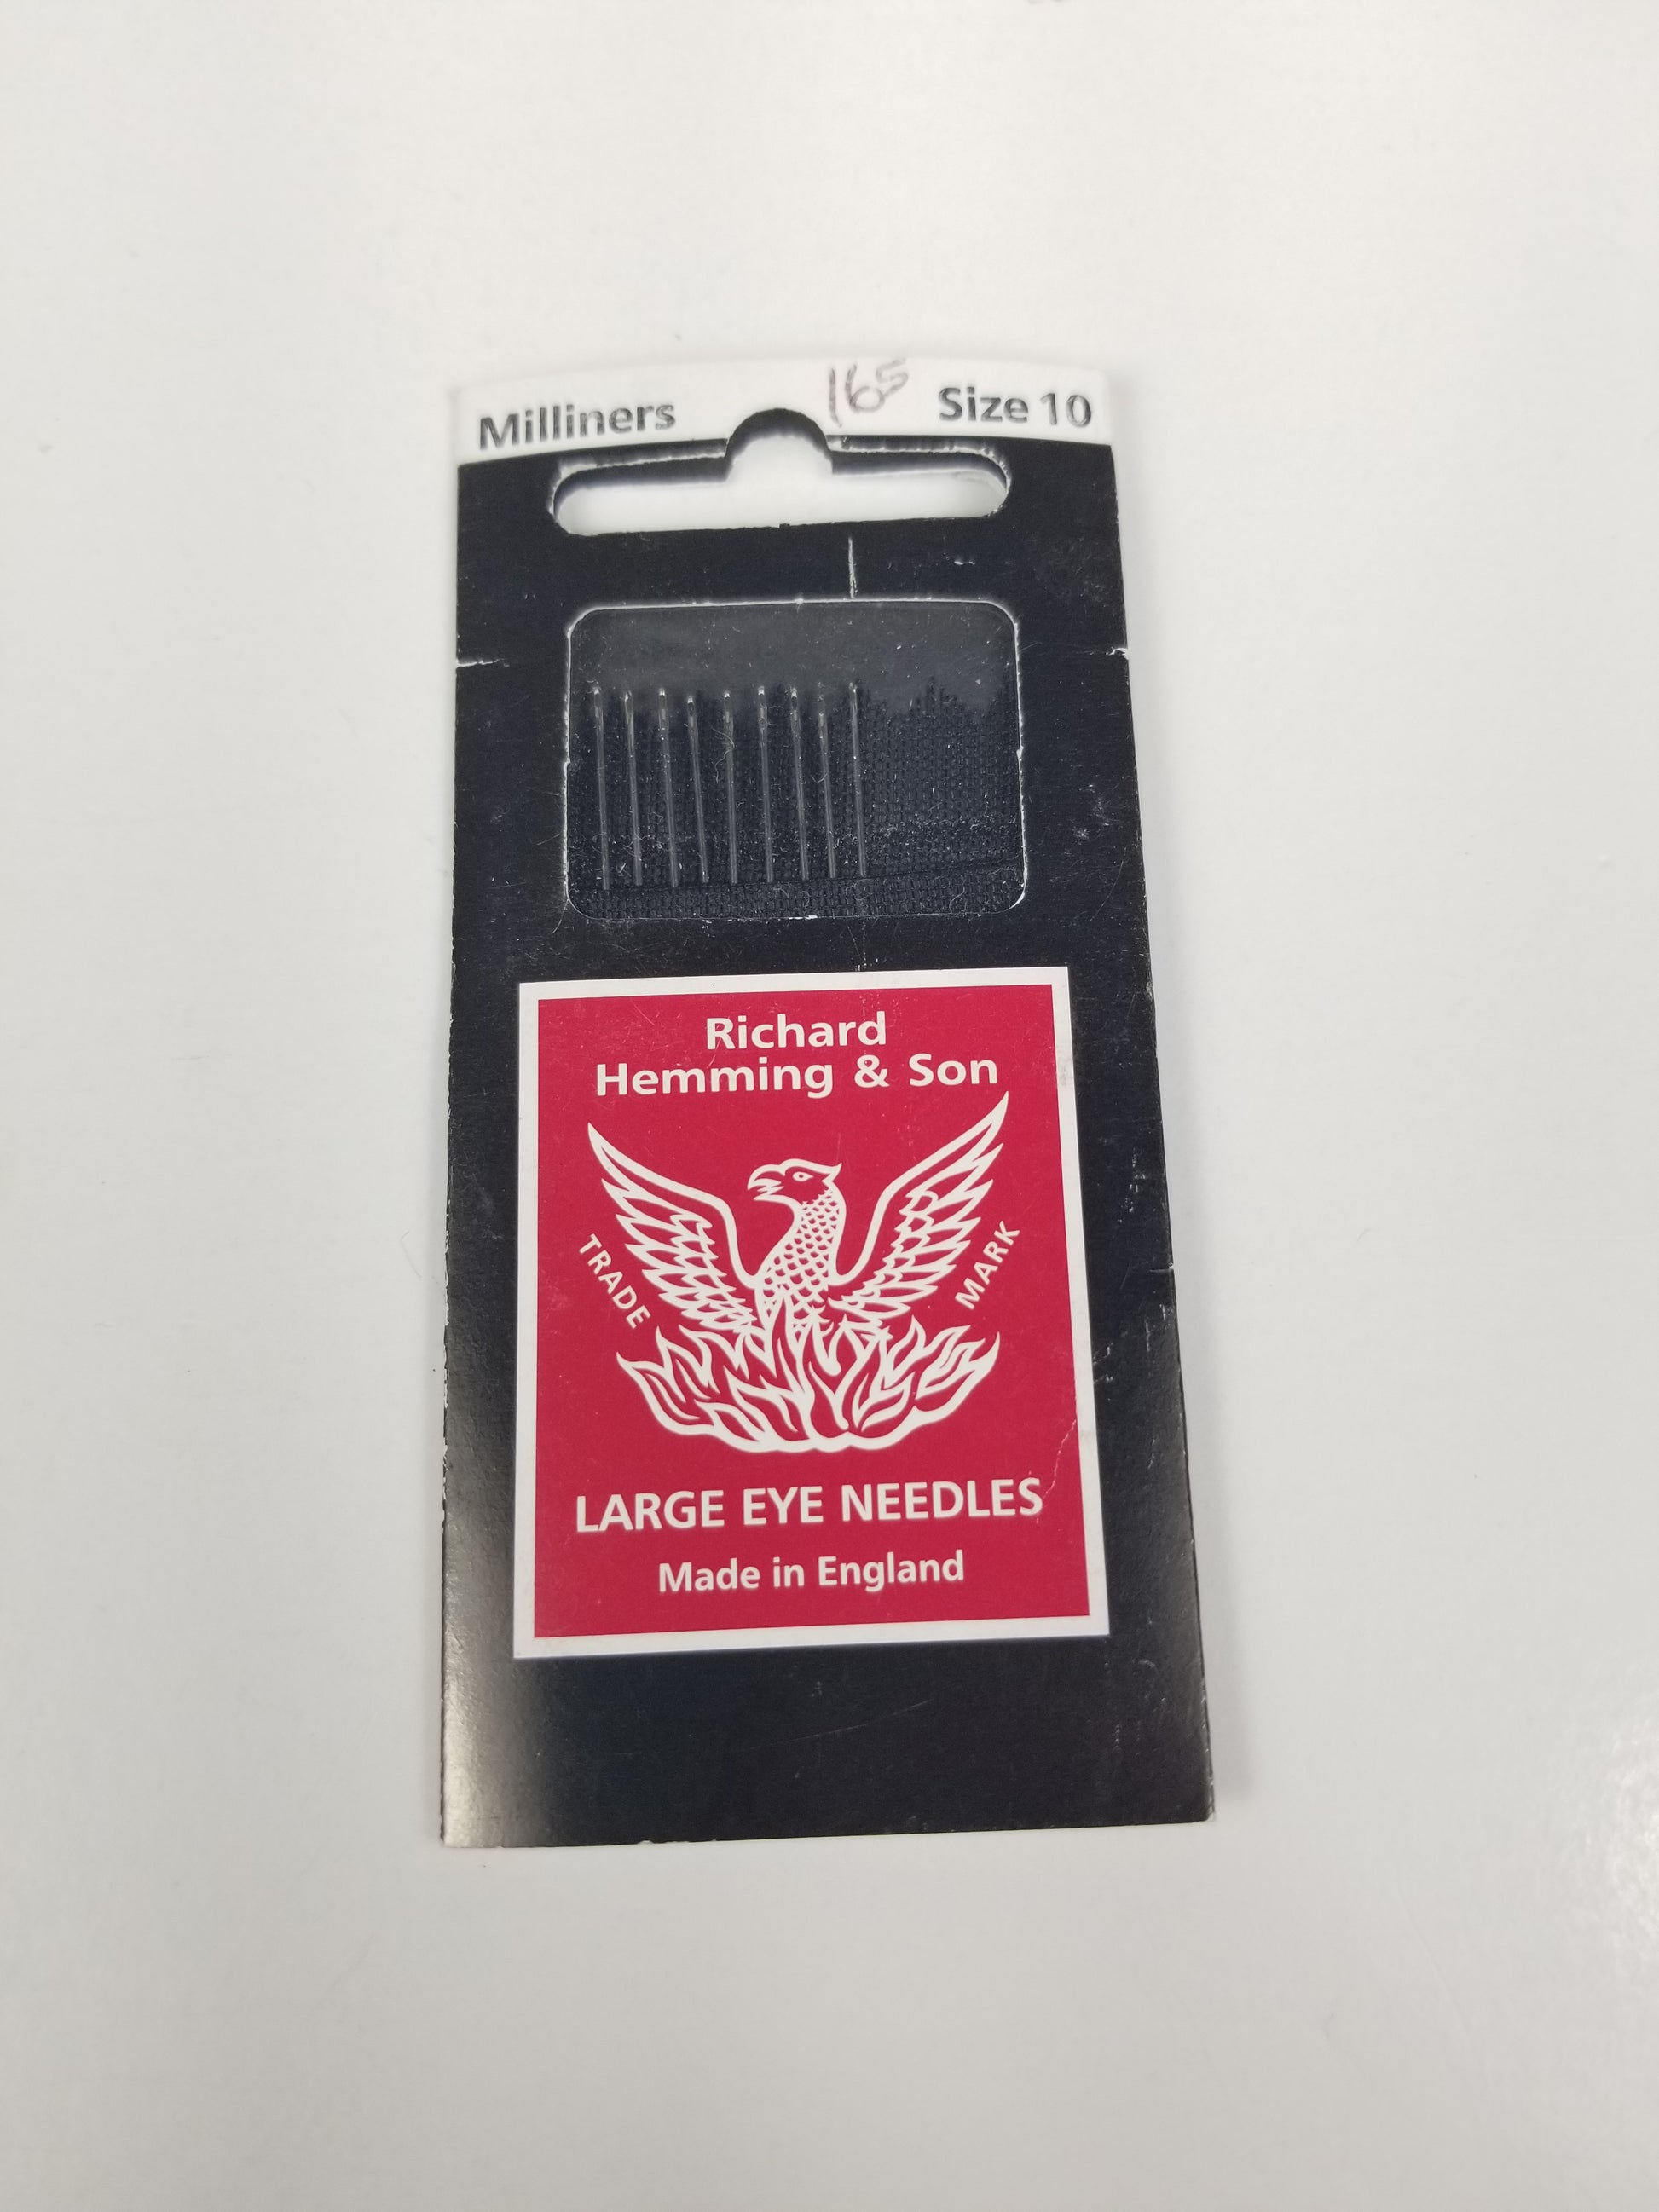 Milliners 165 Size 10
Richard
Hemming & Son
TRADE MARK
LARGE EYE NEEDLES
Made in England